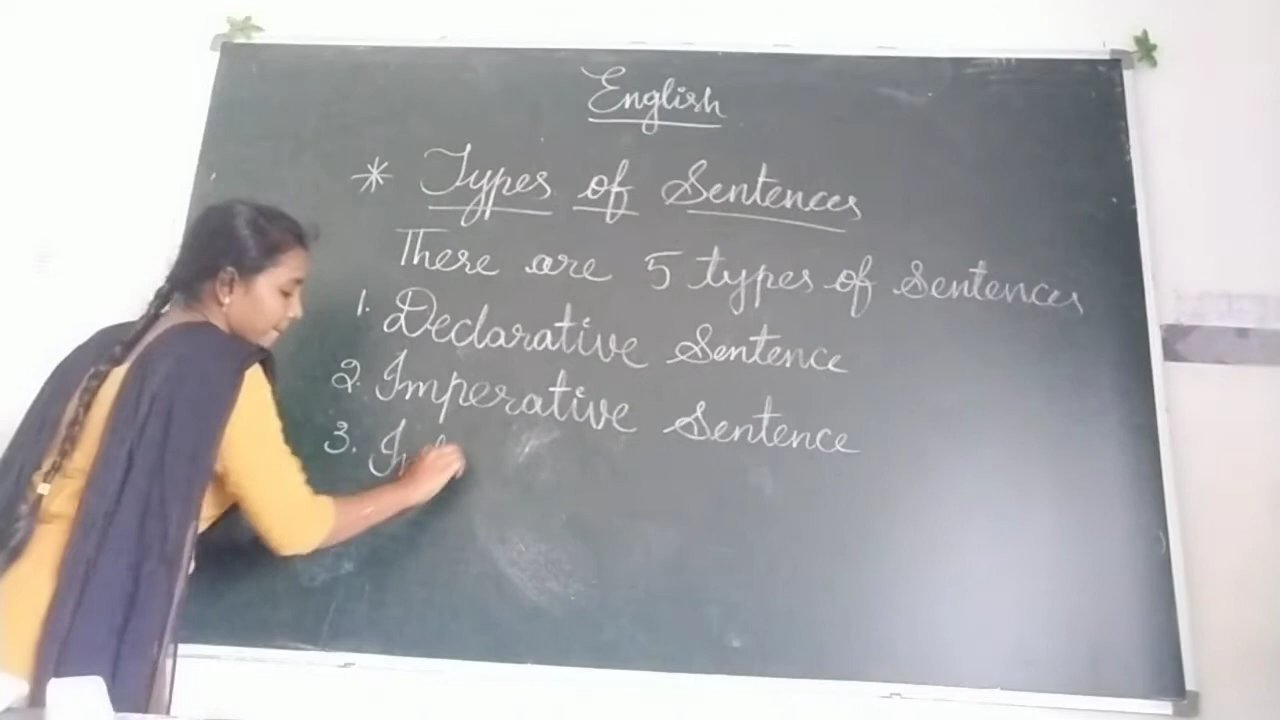 English
* Types of Sentences
There are 5 types of Sentences
1. Declarative Sentence
2. Imperative Sentence
3.